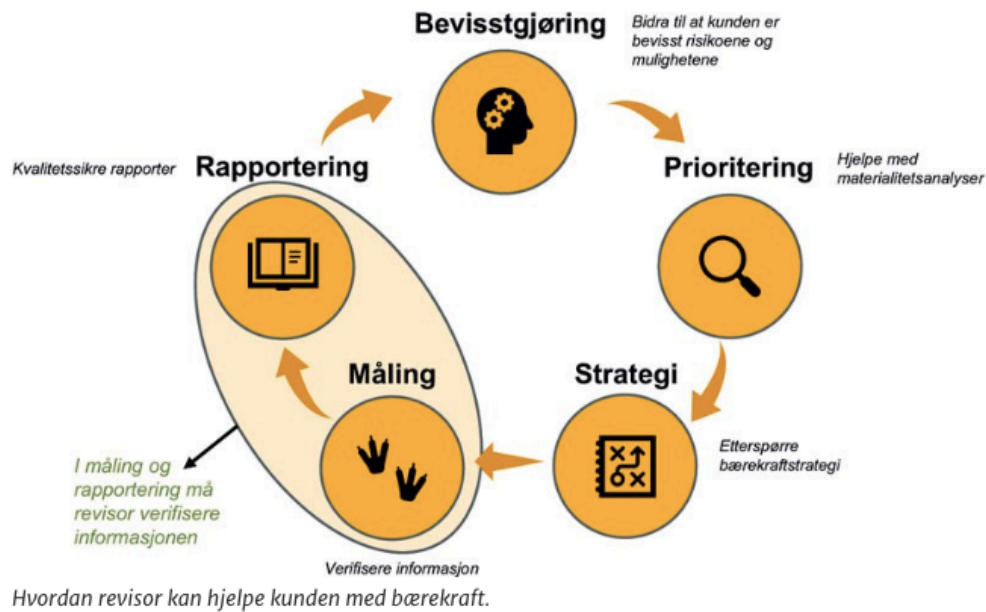 Bevisstgjøring
Bidra til at kunden er
bevisst risikoene og
mulighetene
Prioritering
Hjelpe med
materialitetsanalyser
Strategi
Etterspørre
bærekraftstrategi
Måling
Verifisere informasjon
Rapportering
Kvalitetssikre rapporter
I måling og
rapportering må
revisor verifisere
informasjonen
Hvordan revisor kan hjelpe kunden med bærekraft.